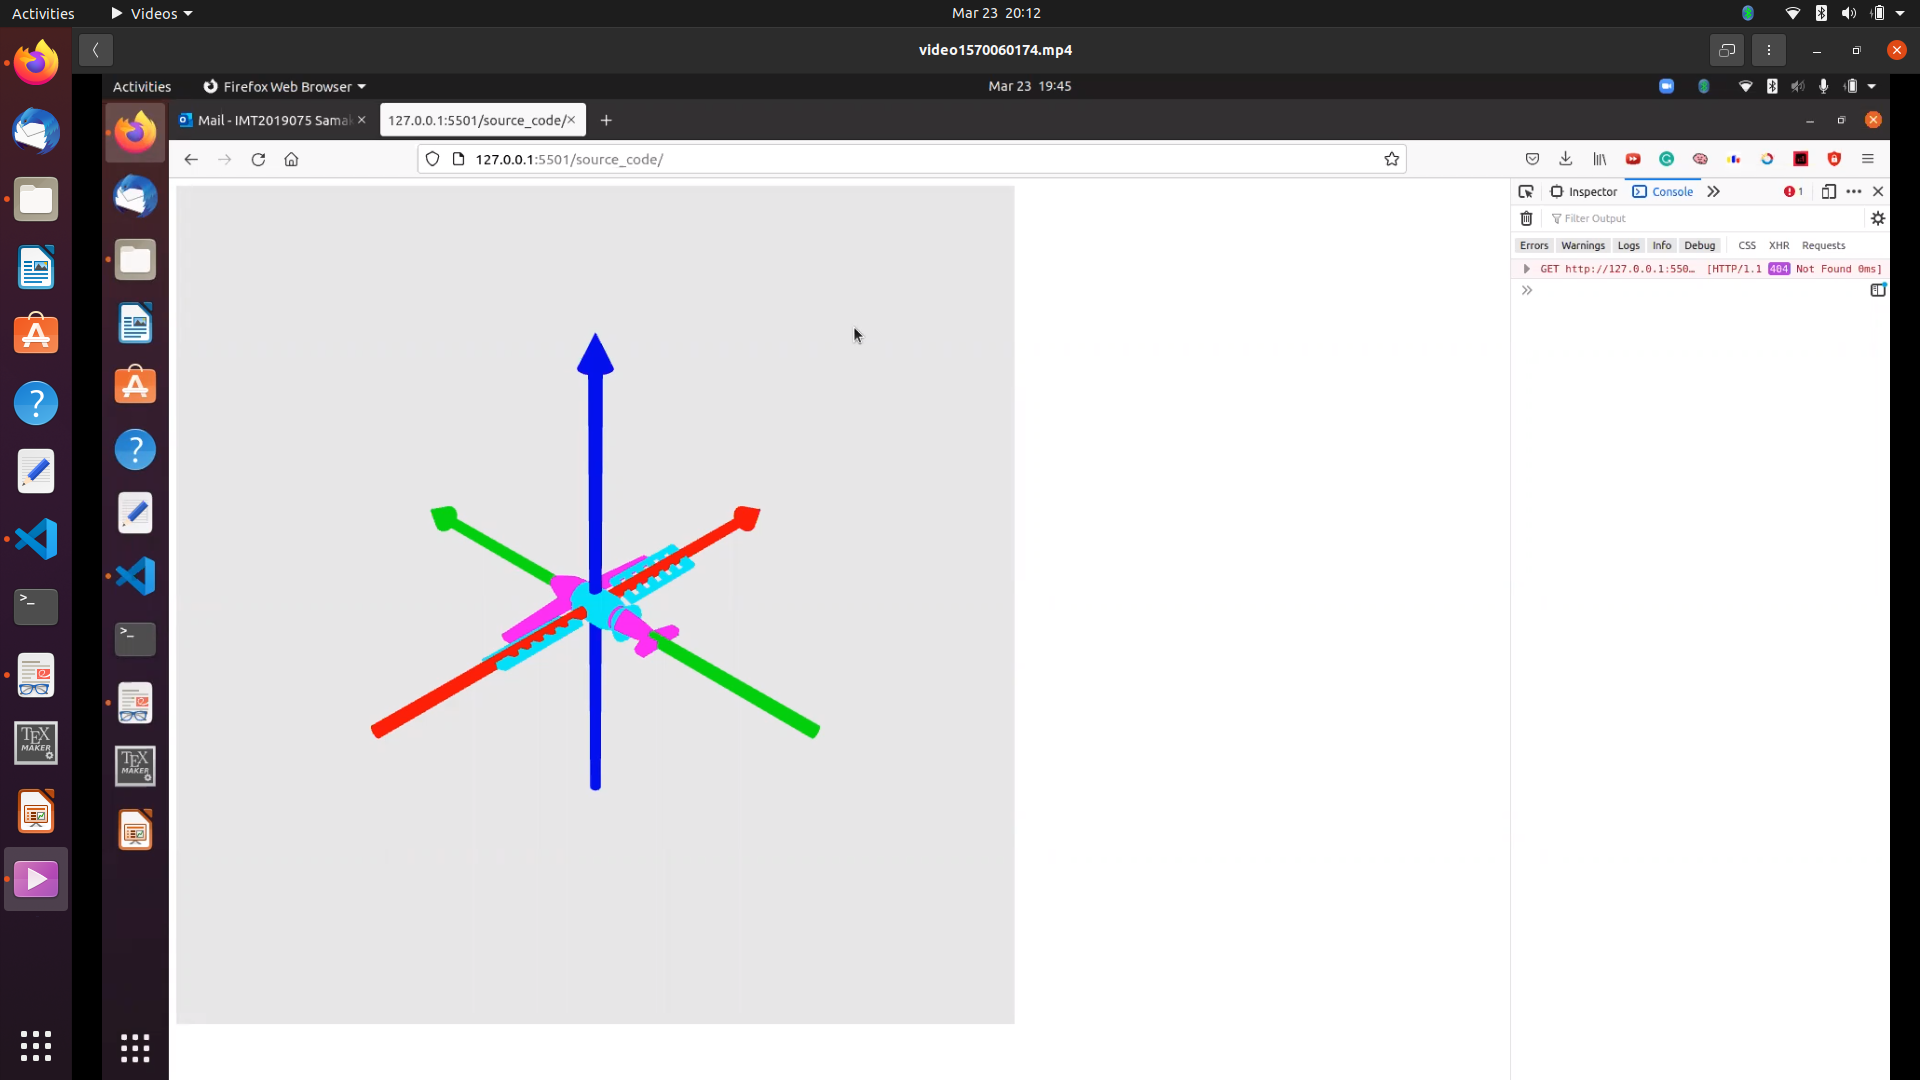 Activities
Videos
Mar 23 20:12
video1570060174.mp4
Activities
Firefox Web Browser
Mar 23 19:45
Mail - IMT2019075 Sama
127.0.0.1:5501/source_code/
127.0.0.1:5501/source_code/
Inspector
Console
1
Filter Output
Errors
Warnings
Logs
Info
Debug
CSS
XHR
Requests
GET http://127.0.0.1:550… [HTTP/1.1 404 Not Found 0ms]
TEX
MAKER
TEX
MAKER